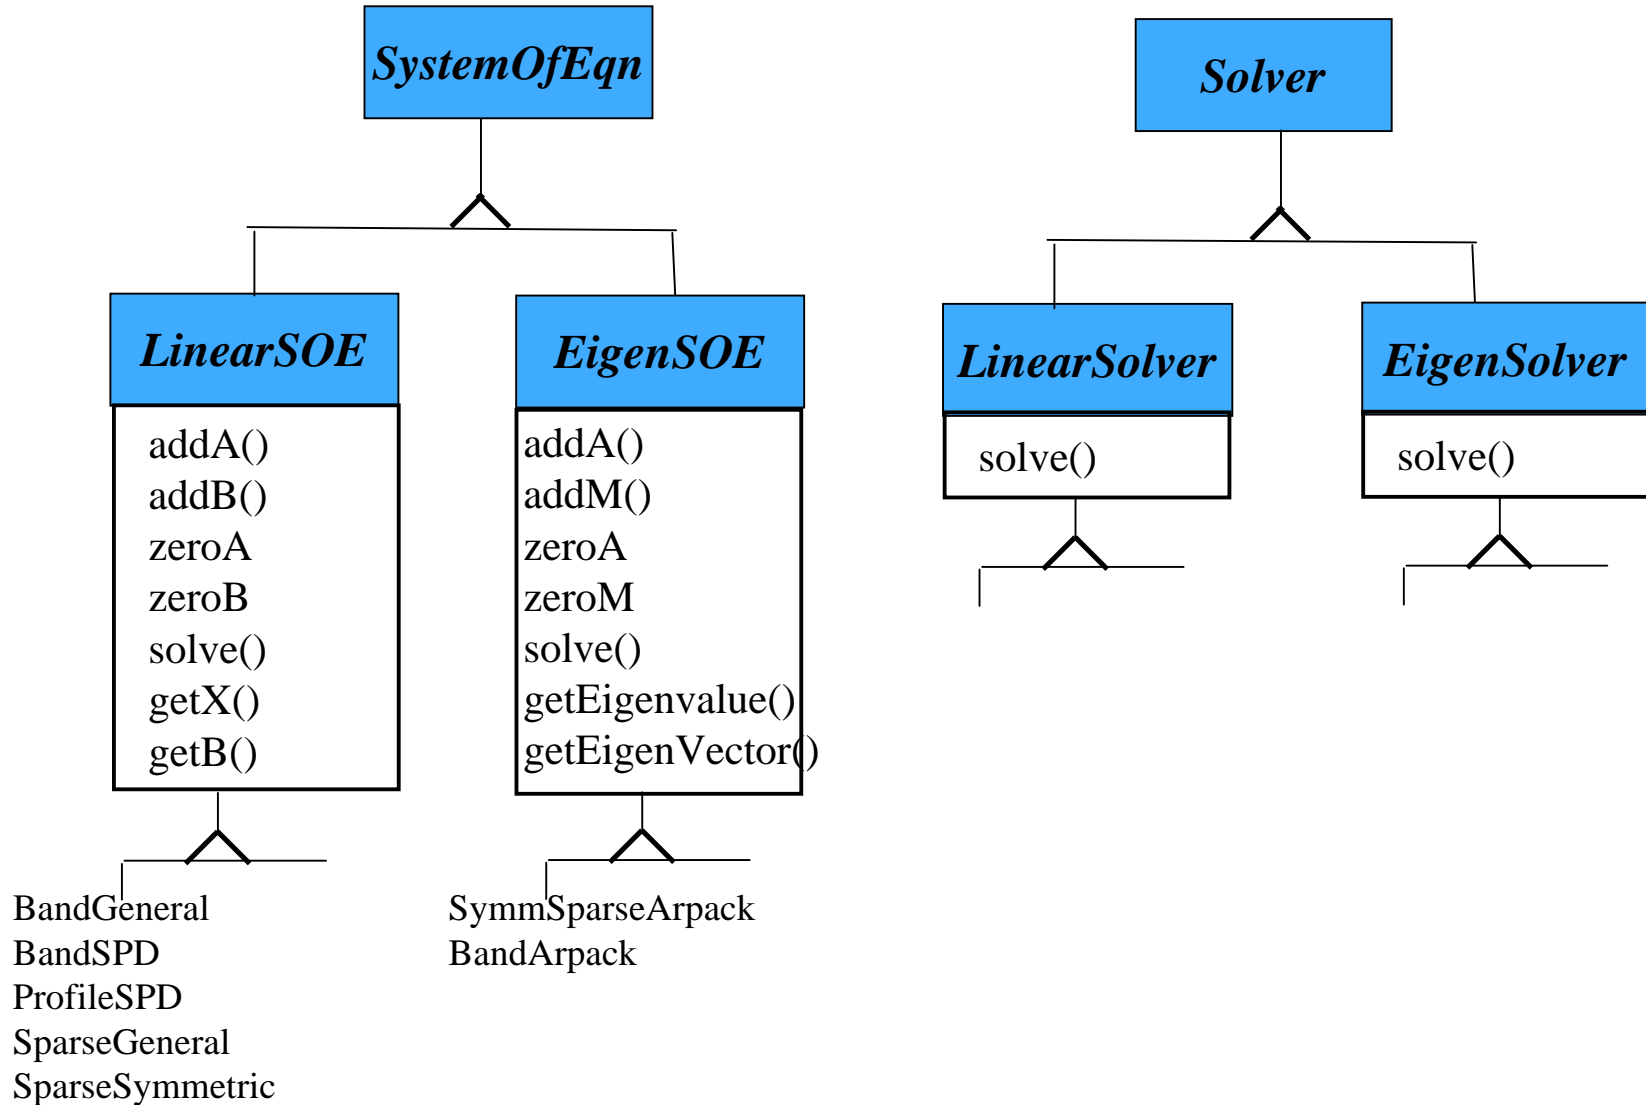 SystemOfEqn
Solver
LinearSOE
addA()
addB()
zeroA
zeroB
solve()
getX()
getB()
BandGeneral
BandSPD
ProfileSPD
SparseGeneral
SparseSymmetric
EigenSOE
addA()
addM()
zeroA
zeroM
solve()
getEigenvalue()
getEigenVector()
SymmSparseArpack
BandArpack
LinearSolver
solve()
EigenSolver
solve()